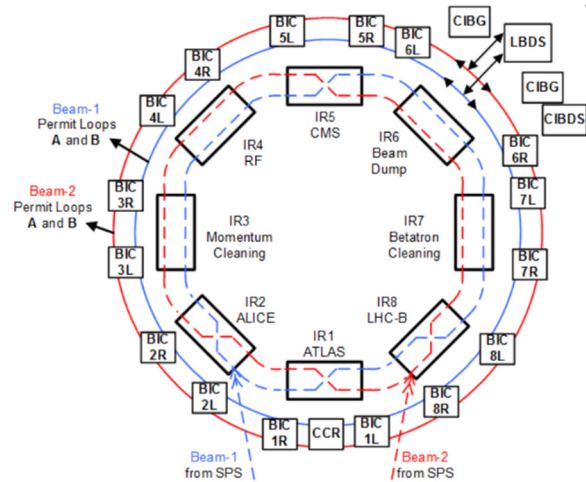 CIBG
BIC
5L
BIC
5R
BIC
6L
LBDS
BIC
4R
CIBG
CIBDS
Beam-1
Permit Loops
A and B
BIC
4L
IR5
CMS
IR4
RF
IR6
Beam
Dump
BIC
6R
Beam-2
Permit Loops
A and B
BIC
3R
BIC
7L
IR3
Momentum
Cleaning
IR7
Betatron
Cleaning
BIC
3L
BIC
7R
IR2
ALICE
IR8
LHC-B
IR1
ATLAS
BIC
2R
BIC
8L
BIC
2L
BIC
8R
BIC
1R
CCR
BIC
1L
Beam-1
from SPS
Beam-2
from SPS